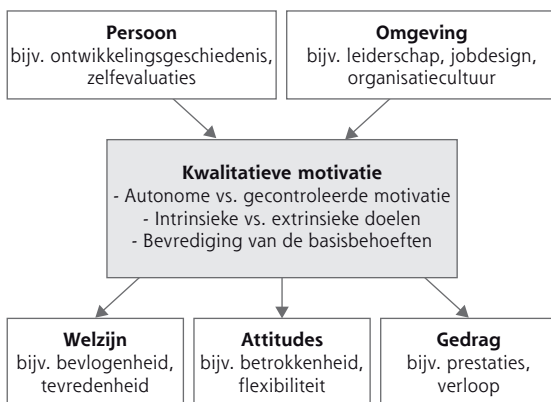 Persoon
bijv. ontwikkelingsgeschiedenis,
zelfevaluaties
Omgeving
bijv. leiderschap, jobdesign,
organisatiecultuur
Kwalitatieve motivatie
- Autonome vs. gecontroleerde motivatie
- Intrinsieke vs. extrinsieke doelen
- Bevrediging van de basisbehoeften
Welzijn
bijv. bevlogenheid,
tevredenheid
Attitudes
bijv. betrokkenheid,
flexibiliteit
Gedrag
bijv. prestaties,
verloop